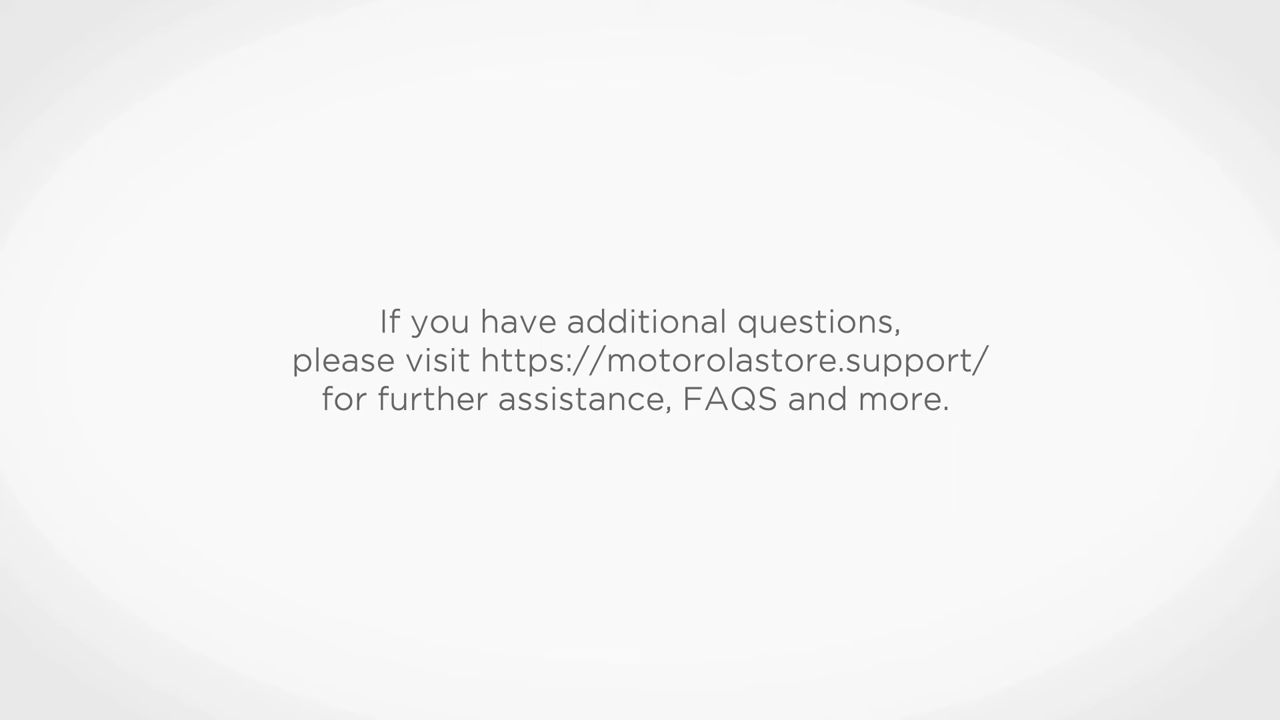 If you have additional questions,
please visit https://motorolastore.support/
for further assistance, FAQS and more.